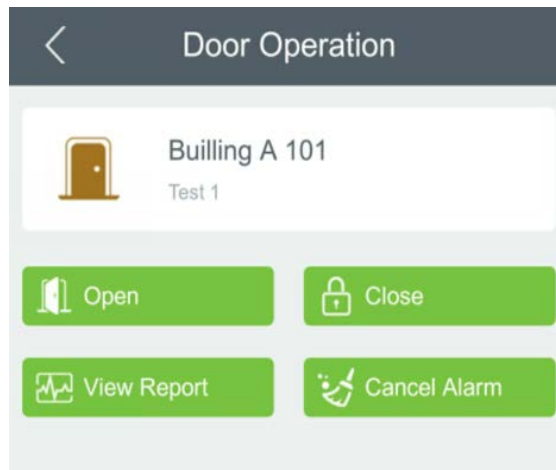 Door Operation
Builling A 101
Test 1
Open
Close
View Report
Cancel Alarm